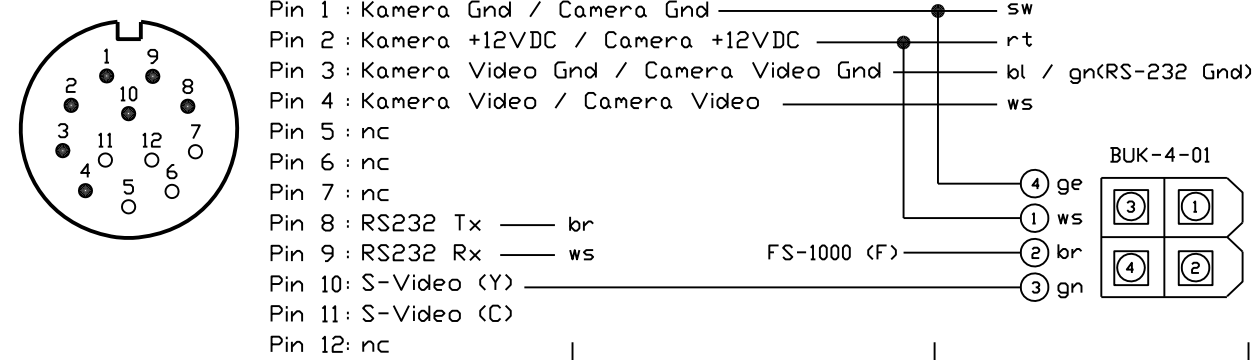 Pin 1 : Kamera Gnd / Camera Gnd sw
Pin 2 : Kamera +12VDC / Camera +12VDC rt
Pin 3 : Kamera Video Gnd / Camera Video Gnd bl / gn(RS-232 Gnd)
Pin 4 : Kamera Video / Camera Video ws
Pin 5 : nc
Pin 6 : nc
Pin 7 : nc
Pin 8 : RS232 Tx br
Pin 9 : RS232 Rx ws
Pin 10: S-Video (Y)
Pin 11: S-Video (C)
Pin 12: nc
1 9
2 10 8
3 11 12 7
4 5 6
FS-1000 (F)
4 ge
1 ws
2 br
3 gn
BUK-4-01
3 1
4 2